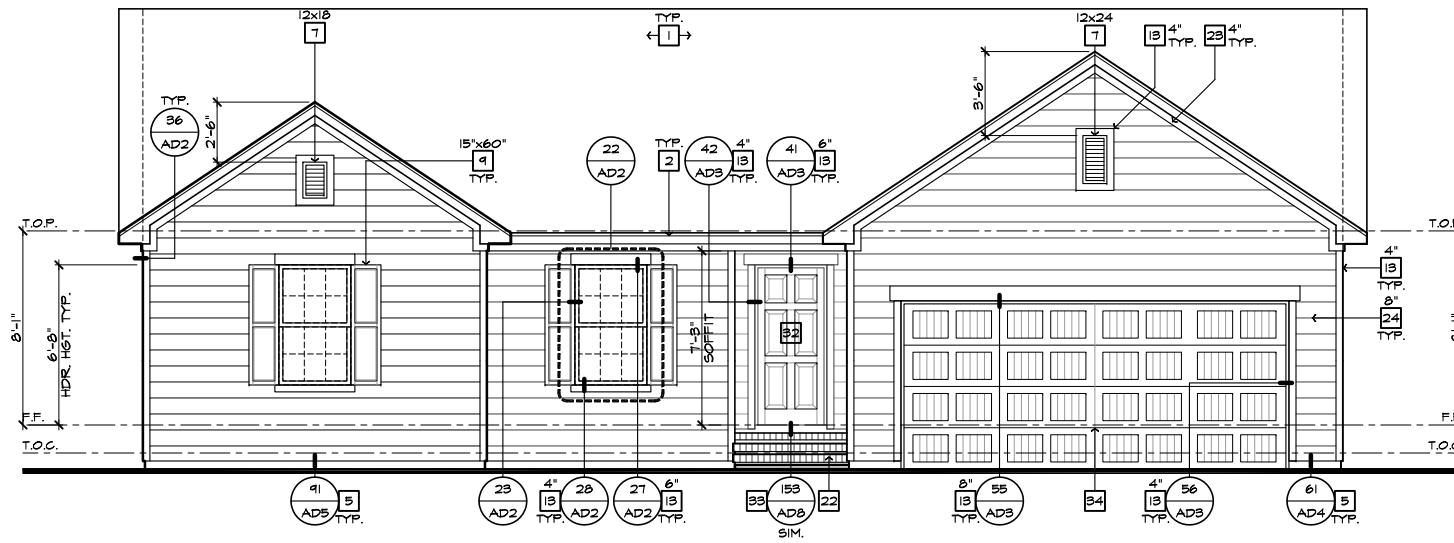 12x18
7
TYP.
1
12x24
7
13 4"
TYP.
23 4"
TYP.
3'-6"
2'-6"
TYP.
36
AD2
15"x60"
9
TYP.
22
AD2
TYP.
2
42
AD3
4"
13
TYP.
41
AD3
6"
13
TYP.
T.O.P.
8'-1"
6'-8"
HDR. HGT. TYP.
7'-3"
SOFFIT
32
4"
13
TYP.
8"
24
TYP.
F.F.
T.O.C.
91
AD5
5
TYP.
23
AD2
4"
13
TYP.
28
AD2
27
AD2
6"
13
TYP.
33
153
AD8
SIM.
22
8"
13
TYP.
55
AD3
34
4"
13
TYP.
56
AD3
61
AD4
5
TYP.